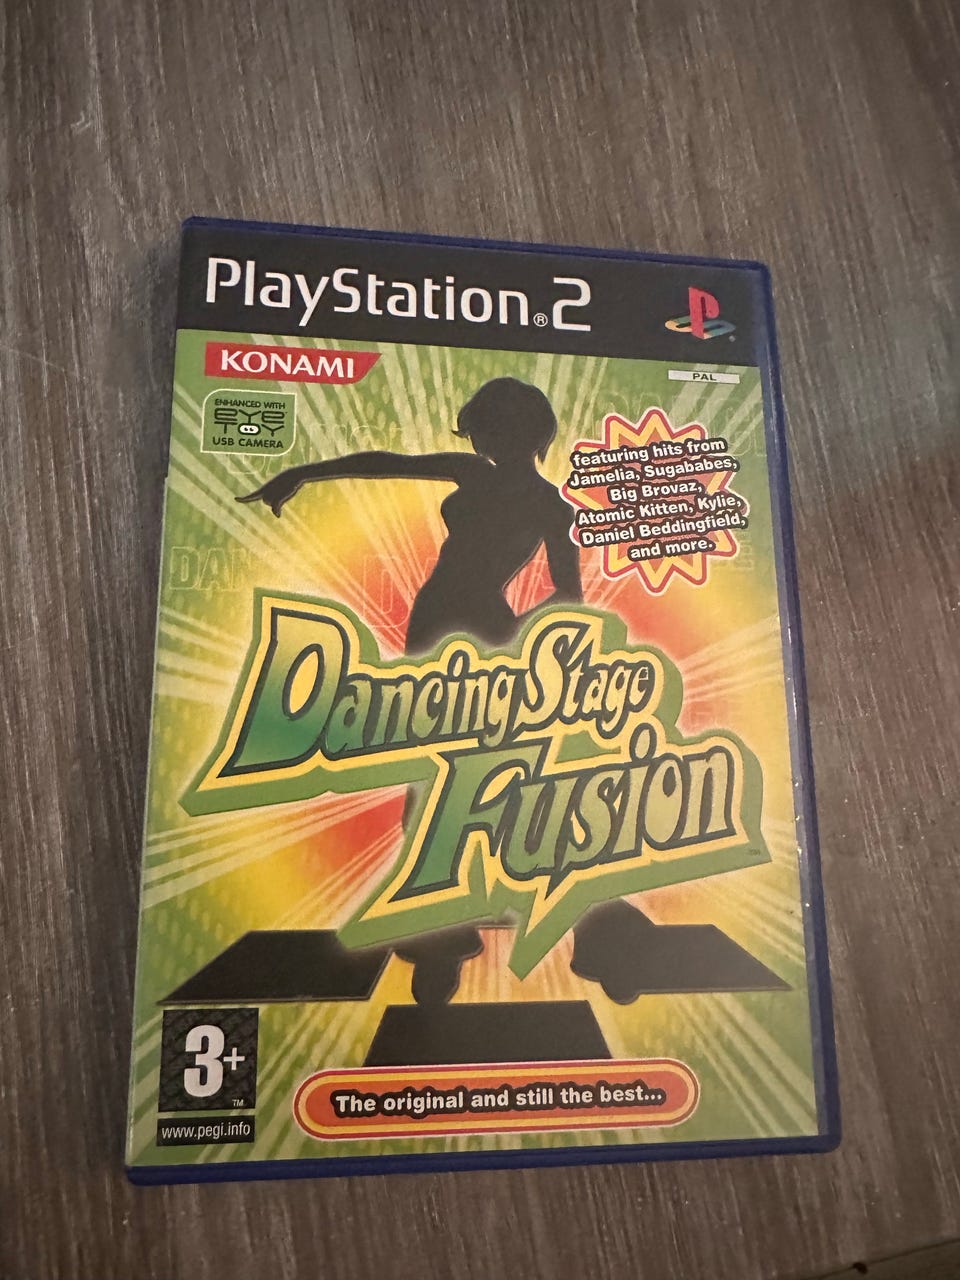 PlayStation®2
KONAMI
PAL
ENHANCED WITH
EYE
TOY
USB CAMERA
featuring hits from
Jamelia, Sugababes,
Big Brovaz,
Atomic Kitten, Kylie,
Daniel Beddingfield,
and more.
Dancing Stage
Fusion
3+
TM
www.pegi.info
The original and still the best...